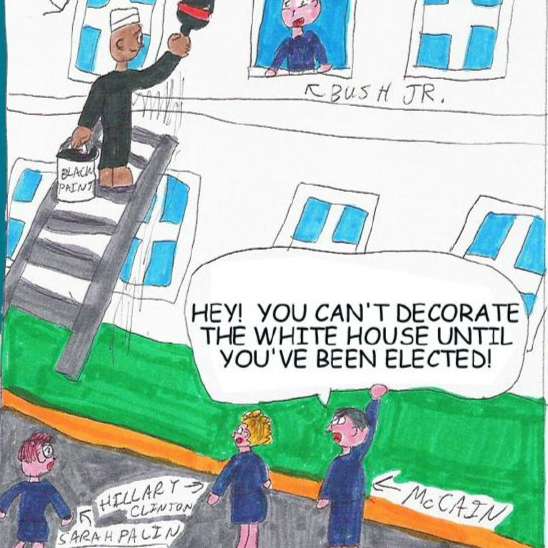 BUSH JR.
BLACK
PAINT
HEY! YOU CAN'T DECORATE
THE WHITE HOUSE UNTIL
YOU'VE BEEN ELECTED!
HILLARY
CLINTON
SARAH PALIN
McCAIN